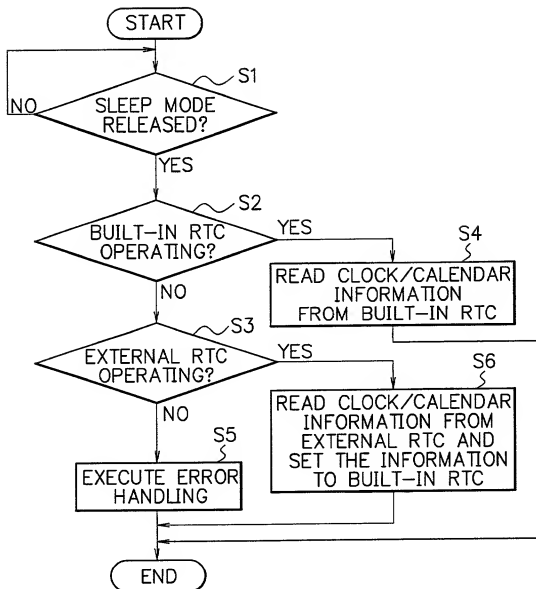 START
S1
SLEEP MODE
RELEASED?
NO
YES
S2
BUILT-IN RTC
OPERATING?
YES
NO
S4
READ CLOCK/CALENDAR
INFORMATION
FROM BUILT-IN RTC
S3
EXTERNAL RTC
OPERATING?
YES
NO
S6
READ CLOCK/CALENDAR
INFORMATION FROM
EXTERNAL RTC AND
SET THE INFORMATION
TO BUILT-IN RTC
S5
EXECUTE ERROR
HANDLING
END